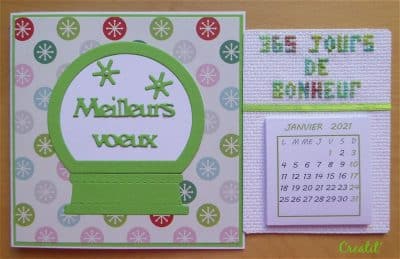 Meilleurs
voeux
365 JOURS
DE
BONHEUR
JANVIER 2021
L M ME J V S D
1 2 3
4 5 6 7 8 9 10
11 12 13 14 15 16 17
18 19 20 21 22 23 24
25 26 27 28 29 30 31
Creatif'